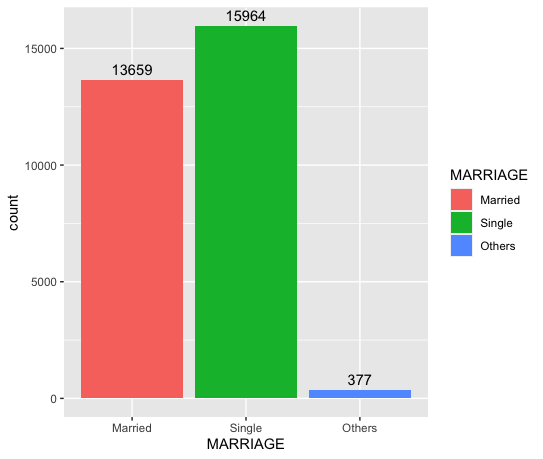 15964
15000
13659
10000
5000
377
0
count
Married
Single
Others
MARRIAGE
MARRIAGE
Married
Single
Others